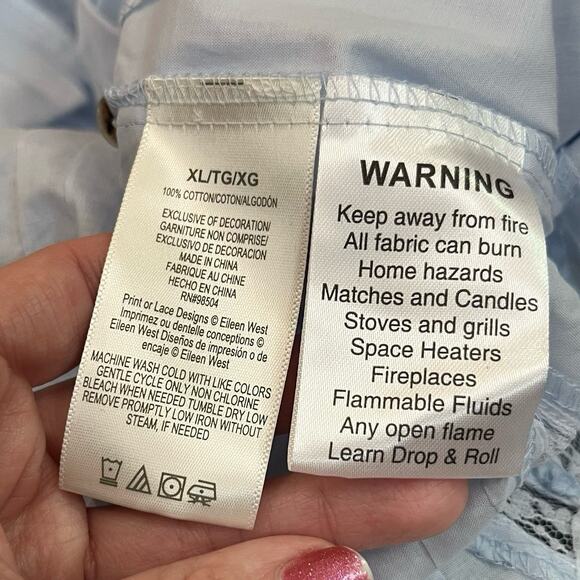 XL/TG/XG
100% COTTON/COTON/ALGODÓN
EXCLUSIVE OF DECORATION/
GARNITURE NON COMPRISE/
EXCLUSIVO DE DECORACION
MADE IN CHINA
FABRIQUE AU CHINE
HECHO EN CHINA
RN#98504
Print or Lace Designs © Eileen West
Imprimez ou dentelle conceptions ©
Eileen West Diseños de impresión o de
encaje © Eileen West
MACHINE WASH COLD WITH LIKE COLORS
GENTLE CYCLE ONLY NON CHLORINE
BLEACH WHEN NEEDED TUMBLE DRY LOW
REMOVE PROMPTLY LOW IRON WITHOUT
STEAM, IF NEEDED
WARNING
Keep away from fire
All fabric can burn
Home hazards
Matches and Candles
Stoves and grills
Space Heaters
Fireplaces
Flammable Fluids
Any open flame
Learn Drop & Roll